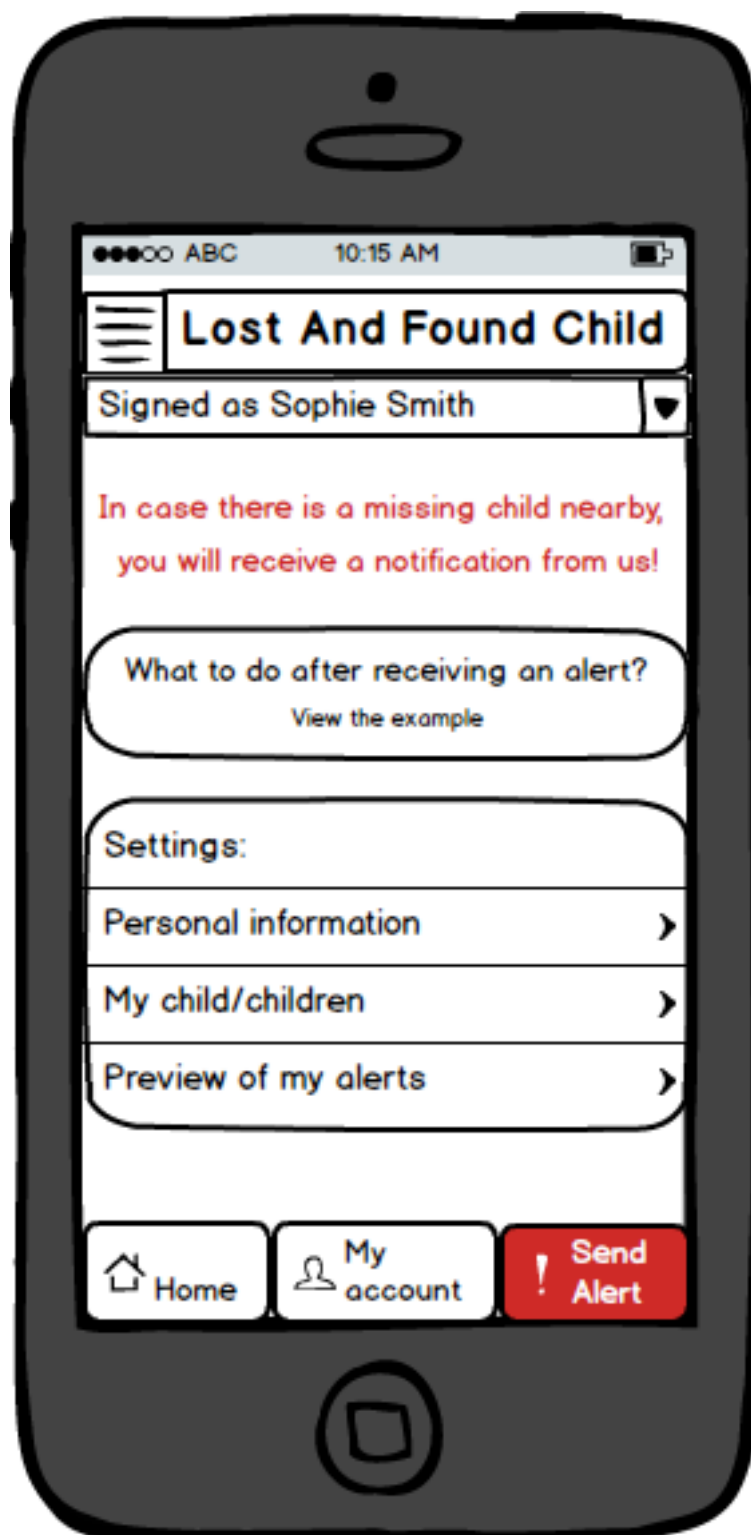 ABC 10:15 AM
Lost And Found Child
Signed as Sophie Smith
In case there is a missing child nearby,
you will receive a notification from us!
What to do after receiving an alert?
View the example
Settings:
Personal information
My child/children
Preview of my alerts
Home
My
account
! Send
Alert